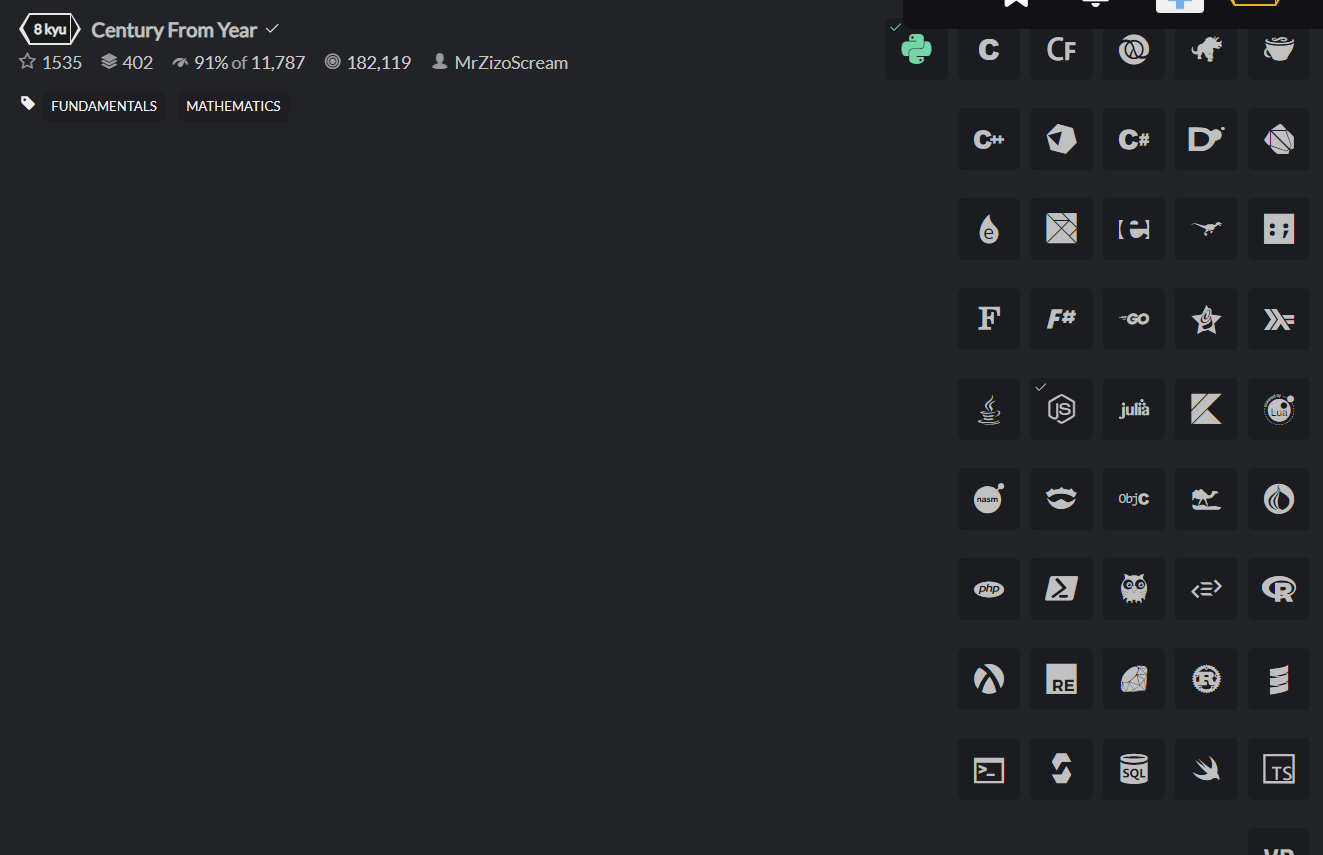 8 kyu Century From Year
1535 402 91% of 11,787 182,119 MrZizoScream
FUNDAMENTALS MATHEMATICS
C CF
C++ C# D
e e : ;
F F# GO
JS julia Lua
nasm ObjC
php R
RE R
>_ SQL TS
VB